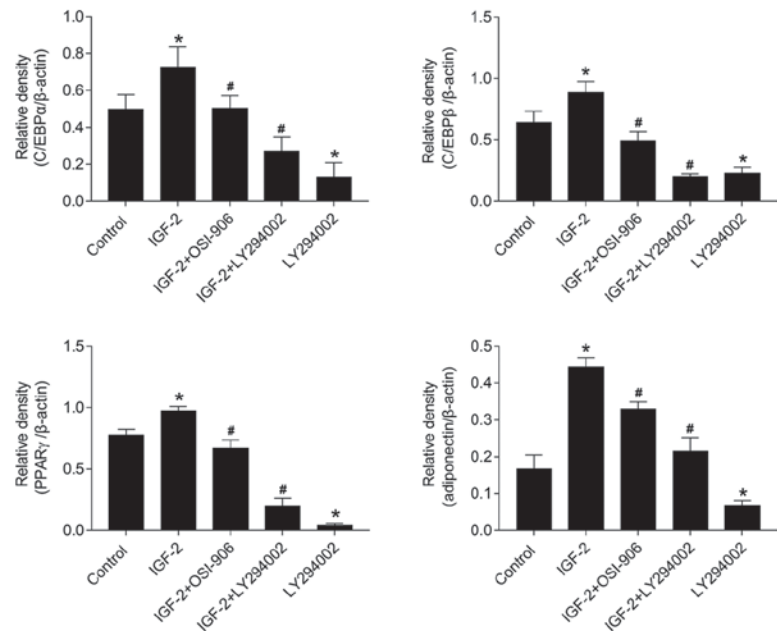 Relative density
(C/EBPα/β-actin)
1.0
0.8
0.6
0.4
0.2
0.0
*
#
#
*
Control
IGF-2
IGF-2+OSI-906
IGF-2+LY294002
LY294002
Relative density
(C/EBPβ /β-actin)
1.5
1.0
0.5
0.0
*
#
#
*
Control
IGF-2
IGF-2+OSI-906
IGF-2+LY294002
LY294002
Relative density
(PPARγ /β-actin)
1.5
1.0
0.5
0.0
*
#
#
*
Control
IGF-2
IGF-2+OSI-906
IGF-2+LY294002
LY294002
Relative density
(adiponectin/β-actin)
0.5
0.4
0.3
0.2
0.1
0.0
*
#
#
*
Control
IGF-2
IGF-2+OSI-906
IGF-2+LY294002
LY294002